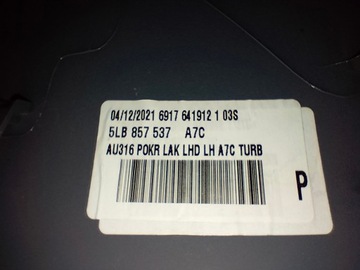 04/12/2021 6917 641912 1 03S
5LB 857 537 A7C
AU316 POKR LAK LHD LH A7C TURB
P